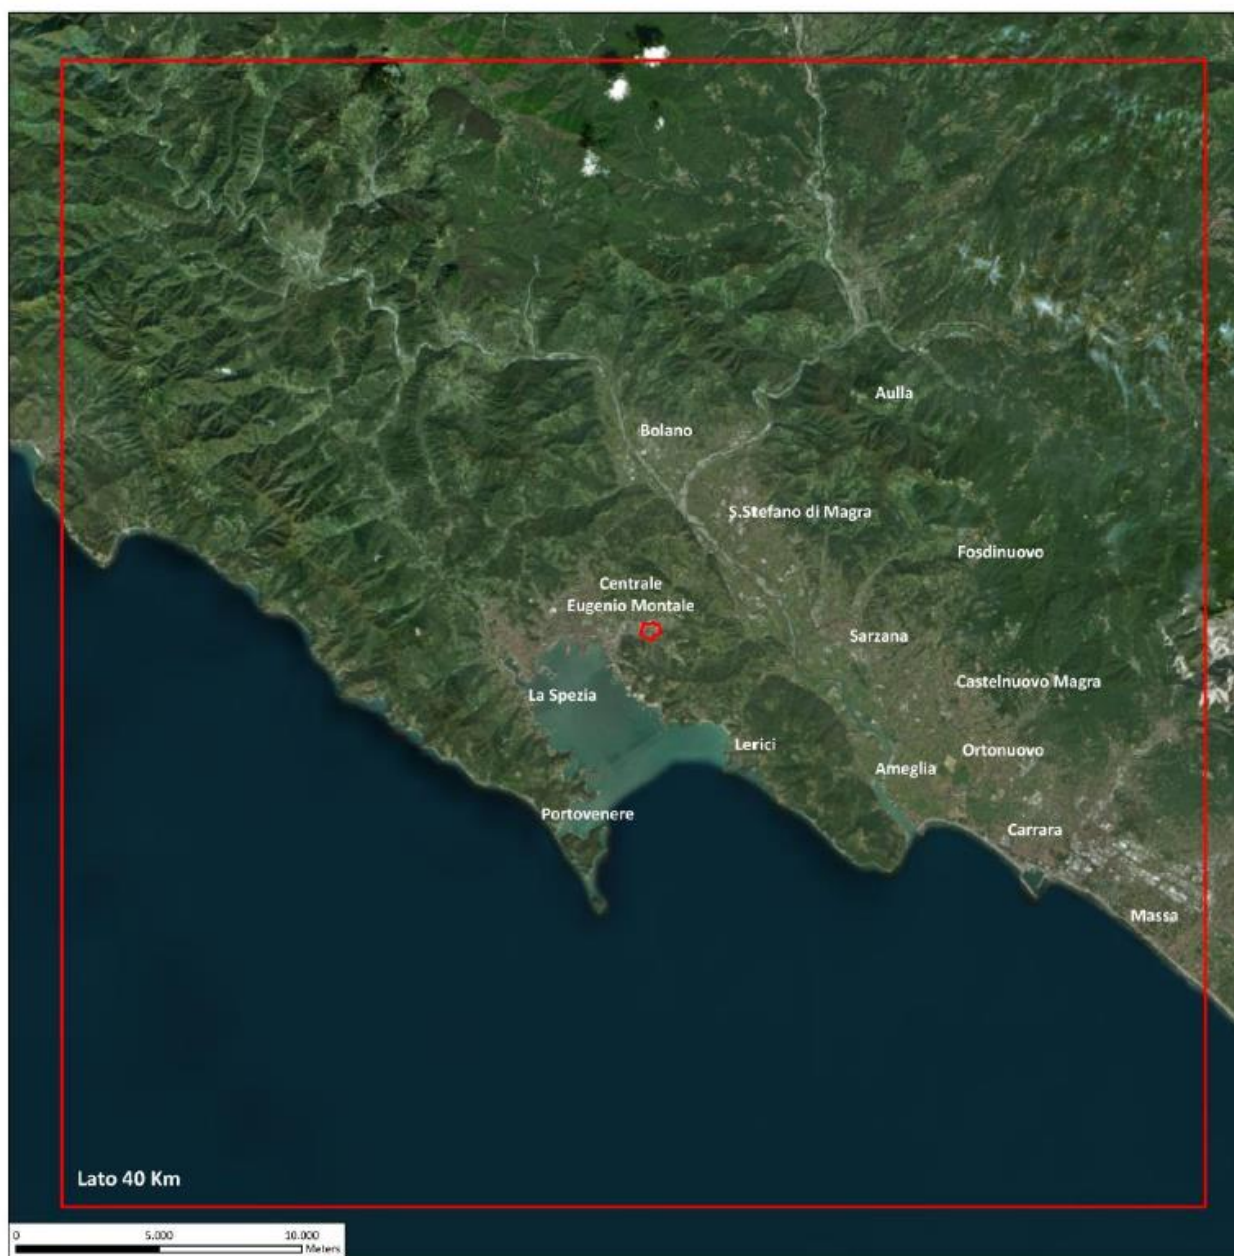 Aulla
Bolano
S.Stefano di Magra
Fosdinuovo
Centrale
Eugenio Montale
Sarzana
Castelnuovo Magra
La Spezia
Lerici
Ortonuovo
Ameglia
Portovenere
Carrara
Massa
Lato 40 Km
0 5.000 10.000
Meters